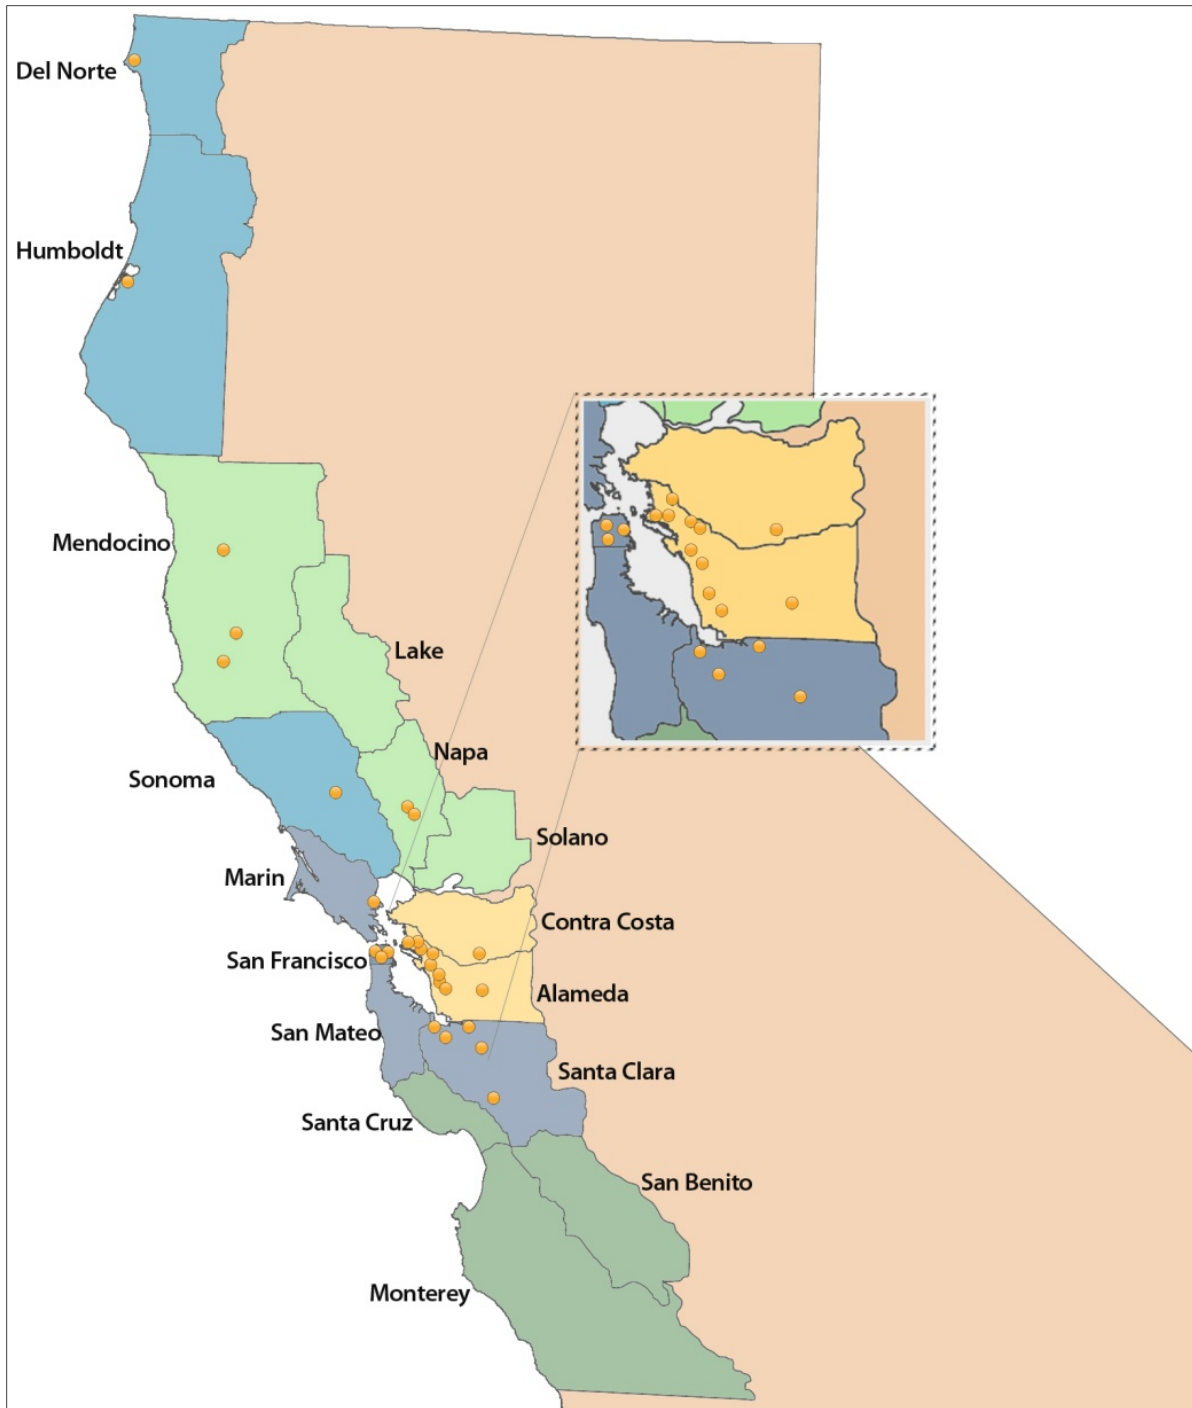 Del Norte
Humboldt
Mendocino
Lake
Napa
Sonoma
Solano
Marin
Contra Costa
San Francisco
Alameda
San Mateo
Santa Clara
Santa Cruz
San Benito
Monterey